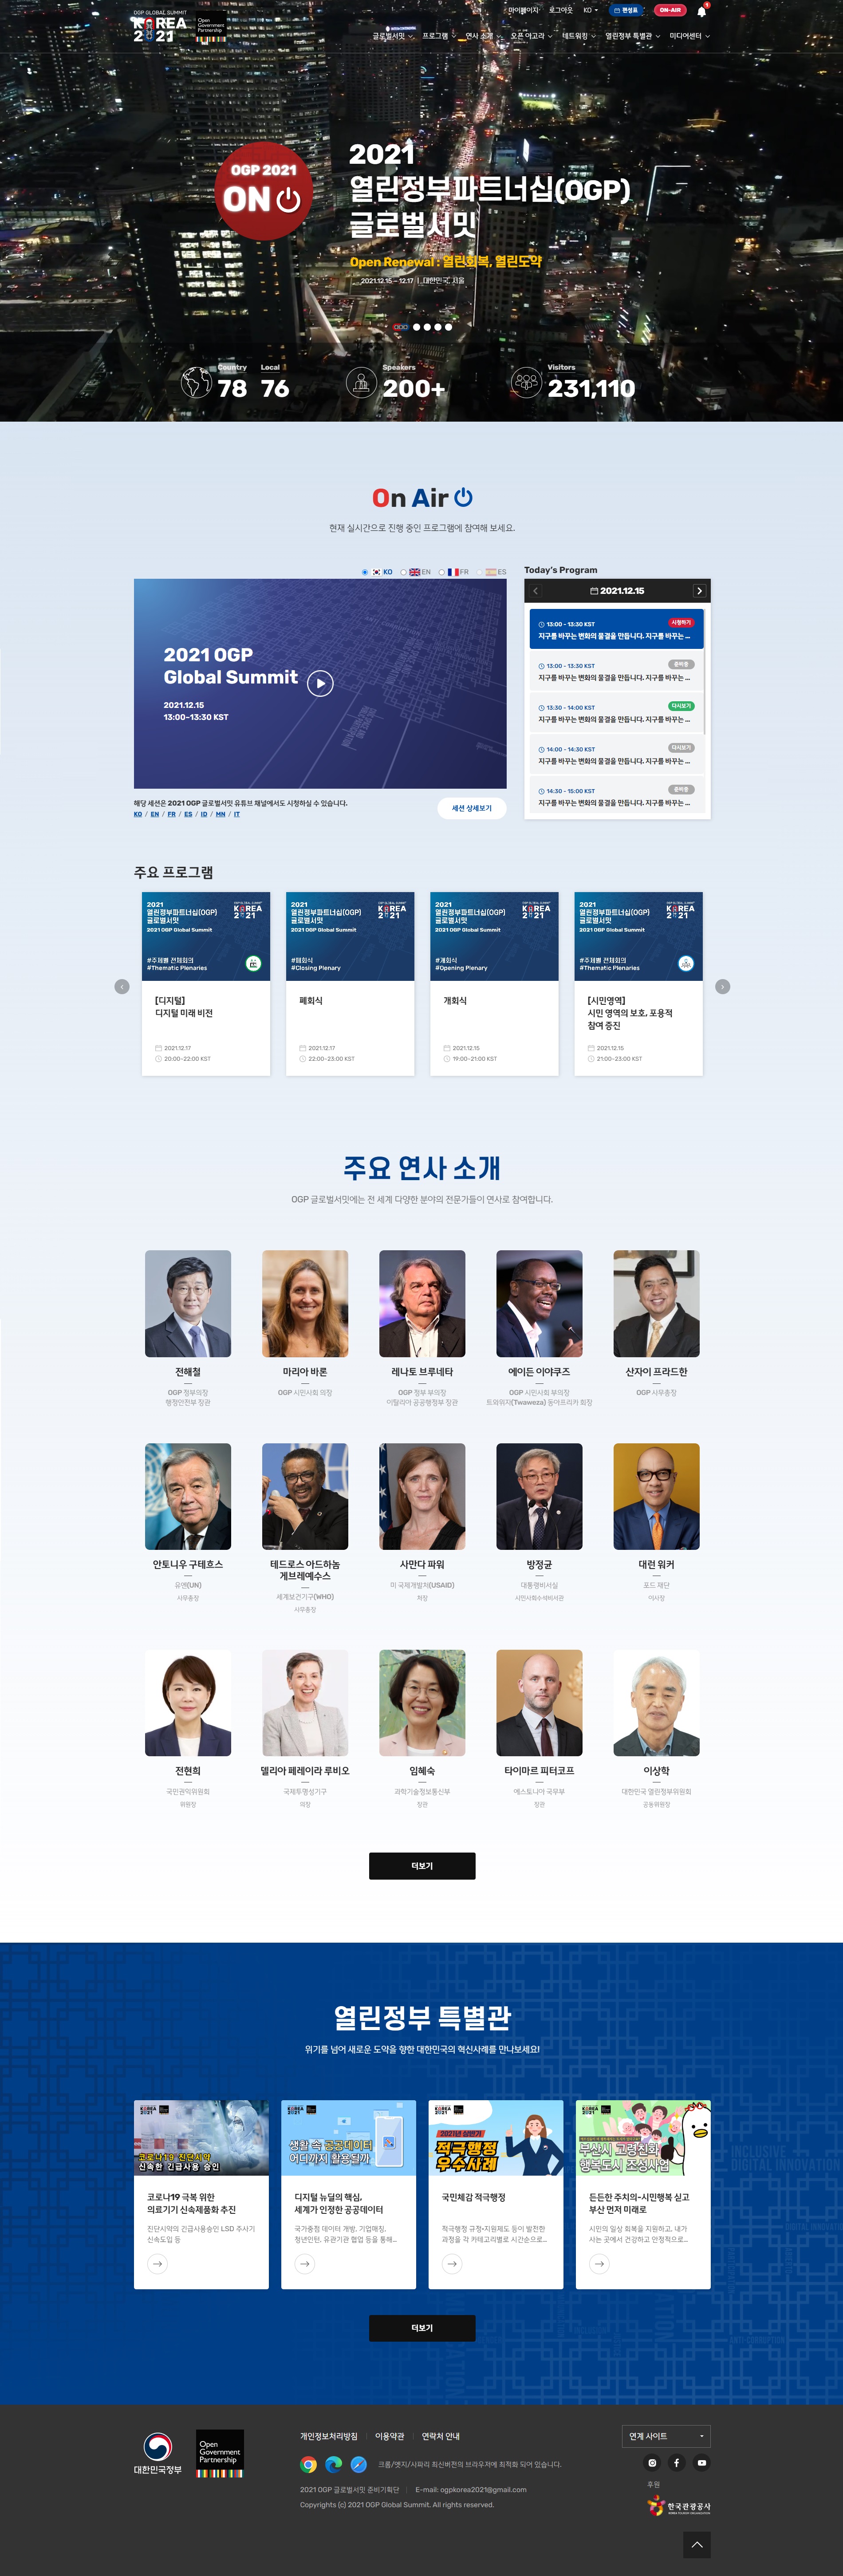 OGP GLOBAL SUMMIT
KOREA
2021
Open
Government
Partnership
마이페이지
로그아웃
KO
편성표
ON-AIR
글로벌서밋
프로그램
연사 소개
오픈 아고라
네트워킹
열린정부 특별관
미디어센터
OGP 2021
ON
2021
열린정부파트너십(OGP)
글로벌서밋
Open Renewal : 열린회복, 열린도약
2021.12.15 – 12.17 | 대한민국, 서울
Country
78
Local
76
Speakers
200+
Visitors
231,110
On Air
현재 실시간으로 진행 중인 프로그램에 참여해 보세요.
KO
EN
FR
ES
2021 OGP
Global Summit
2021.12.15
13:00~13:30 KST
해당 세션은 2021 OGP 글로벌서밋 유튜브 채널에서도 시청하실 수 있습니다.
KO / EN / FR / ES / ID / MN / IT
세션 상세보기
Today's Program
2021.12.15
13:00 - 13:30 KST
시청하기
지구를 바꾸는 변화의 물결을 만듭니다. 지구를 바꾸는 ...
13:00 - 13:30 KST
준비중
지구를 바꾸는 변화의 물결을 만듭니다. 지구를 바꾸는 ...
13:30 - 14:00 KST
다시보기
지구를 바꾸는 변화의 물결을 만듭니다. 지구를 바꾸는 ...
14:00 - 14:30 KST
다시보기
지구를 바꾸는 변화의 물결을 만듭니다. 지구를 바꾸는 ...
14:30 - 15:00 KST
준비중
지구를 바꾸는 변화의 물결을 만듭니다. 지구를 바꾸는 ...
주요 프로그램
2021
열린정부파트너십(OGP)
글로벌서밋
2021 OGP Global Summit
KOREA
2021
#주제별 전체회의
#Thematic Plenaries
[디지털]
디지털 미래 비전
2021.12.17
20:00~22:00 KST
2021
열린정부파트너십(OGP)
글로벌서밋
2021 OGP Global Summit
KOREA
2021
#폐회식
#Closing Plenary
폐회식
2021.12.17
22:00~23:00 KST
2021
열린정부파트너십(OGP)
글로벌서밋
2021 OGP Global Summit
KOREA
2021
#개회식
#Opening Plenary
개회식
2021.12.15
19:00~21:00 KST
2021
열린정부파트너십(OGP)
글로벌서밋
2021 OGP Global Summit
KOREA
2021
#주제별 전체회의
#Thematic Plenaries
[시민영역]
시민 영역의 보호, 포용적
참여 증진
2021.12.15
21:00~23:00 KST
주요 연사 소개
OGP 글로벌서밋에는 전 세계 다양한 분야의 전문가들이 연사로 참여합니다.
전해철
OGP 정부의장
행정안전부 장관
마리아 바론
OGP 시민사회 의장
레나토 브루네타
OGP 정부 부의장
이탈리아 공공행정부 장관
에이든 이야쿠즈
OGP 시민사회 부의장
트와위자(Twaweza) 동아프리카 회장
산자이 프라드한
OGP 사무총장
안토니우 구테흐스
유엔(UN)
사무총장
테드로스 아드하놈
게브레예수스
세계보건기구(WHO)
사무총장
사만다 파워
미 국제개발처(USAID)
처장
방정균
대통령비서실
시민사회수석비서관
대런 워커
포드 재단
이사장
전현희
국민권익위원회
위원장
델리아 페레이라 루비오
국제투명성기구
의장
임혜숙
과학기술정보통신부
장관
타이마르 피터코프
에스토니아 국무부
장관
이상학
대한민국 열린정부위원회
공동위원장
더보기
열린정부 특별관
위기를 넘어 새로운 도약을 향한 대한민국의 혁신사례를 만나보세요!
코로나19 진단시약
신속한 긴급사용 승인
코로나19 극복 위한
의료기기 신속제품화 추진
진단시약의 긴급사용승인 LSD 주사기
신속도입 등
생활 속 공공데이터
어디까지 활용될까
디지털 뉴딜의 핵심,
세계가 인정한 공공데이터
국가중점 데이터 개방, 기업매칭,
청년인턴, 유관기관 협업 등을 통해...
2021년 상반기
적극행정
우수사례
국민체감 적극행정
적극행정 규정·지원제도 등이 발전한
과정을 각 카테고리별로 시간순으로...
부산시 고령친화
행복도시 조성사업
든든한 주치의-시민행복 싣고
부산 먼저 미래로
시민의 일상 회복을 지원하고, 내가
사는 곳에서 건강하고 안정적으로...
DIGITAL INNOVATION
더보기
대한민국정부
Open
Government
Partnership
개인정보처리방침
이용약관
연락처 안내
크롬/엣지/사파리 최신버전의 브라우저에 최적화 되어 있습니다.
2021 OGP 글로벌서밋 준비기획단
E-mail: ogpkorea2021@gmail.com
Copyrights (c) 2021 OGP Global Summit. All rights reserved.
연계 사이트
후원
한국관광공사